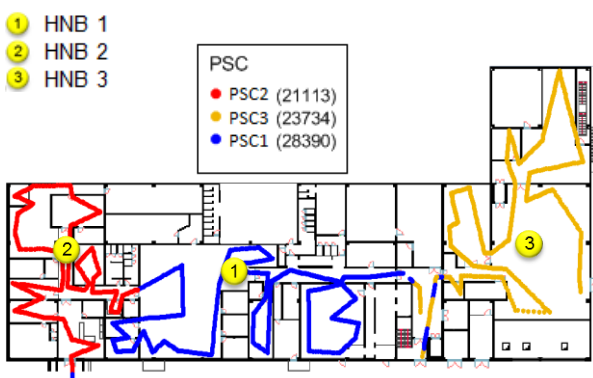 1 HNB 1
2 HNB 2
3 HNB 3
PSC
PSC2 (21113)
PSC3 (23734)
PSC1 (28390)
2
1
3